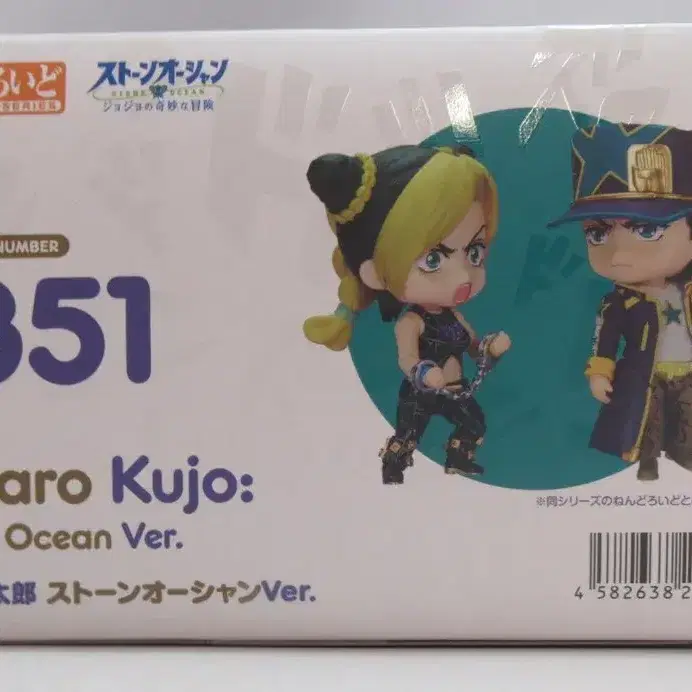 ろいど
SERIES
ストーンオーシャン
STONE OCEAN
ジョジョの奇妙な冒険
NUMBER
351
aro Kujo:
Ocean Ver.
太郎 ストーンオーシャンVer.
※同シリーズのねんどろいどと
4 582638 2